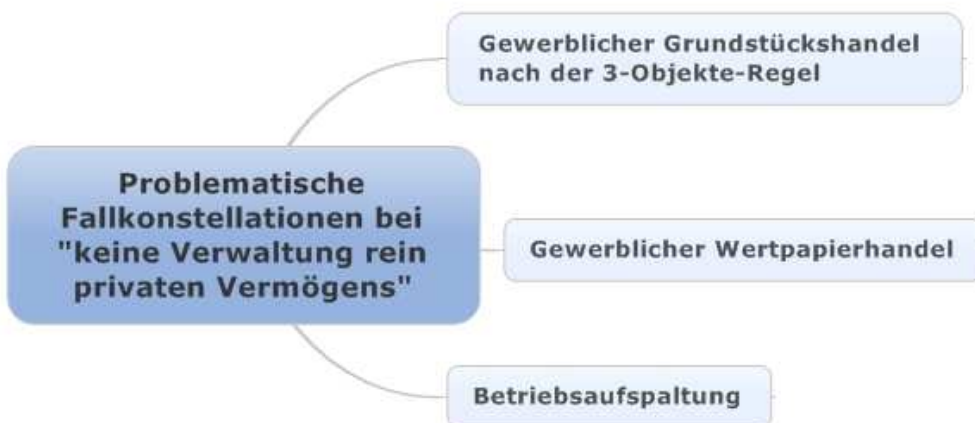 Gewerblicher Grundstückshandel
nach der 3-Objekte-Regel
Problematische
Fallkonstellationen bei
"keine Verwaltung rein
privaten Vermögens"
Gewerblicher Wertpapierhandel
Betriebsaufspaltung